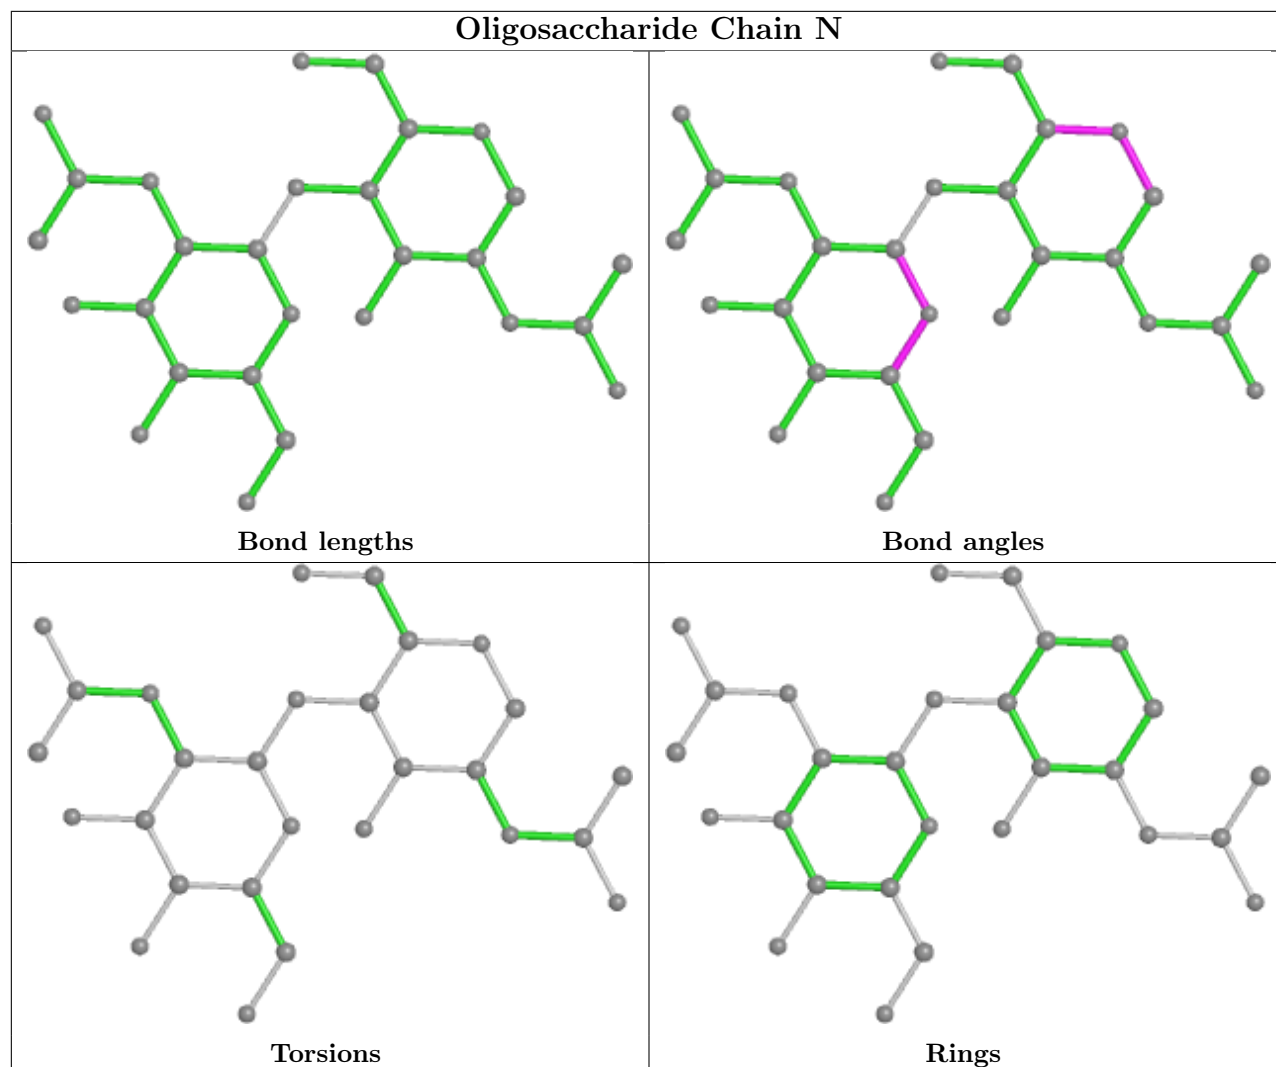 Oligosaccharide Chain N
Bond lengths
Bond angles
Torsions
Rings